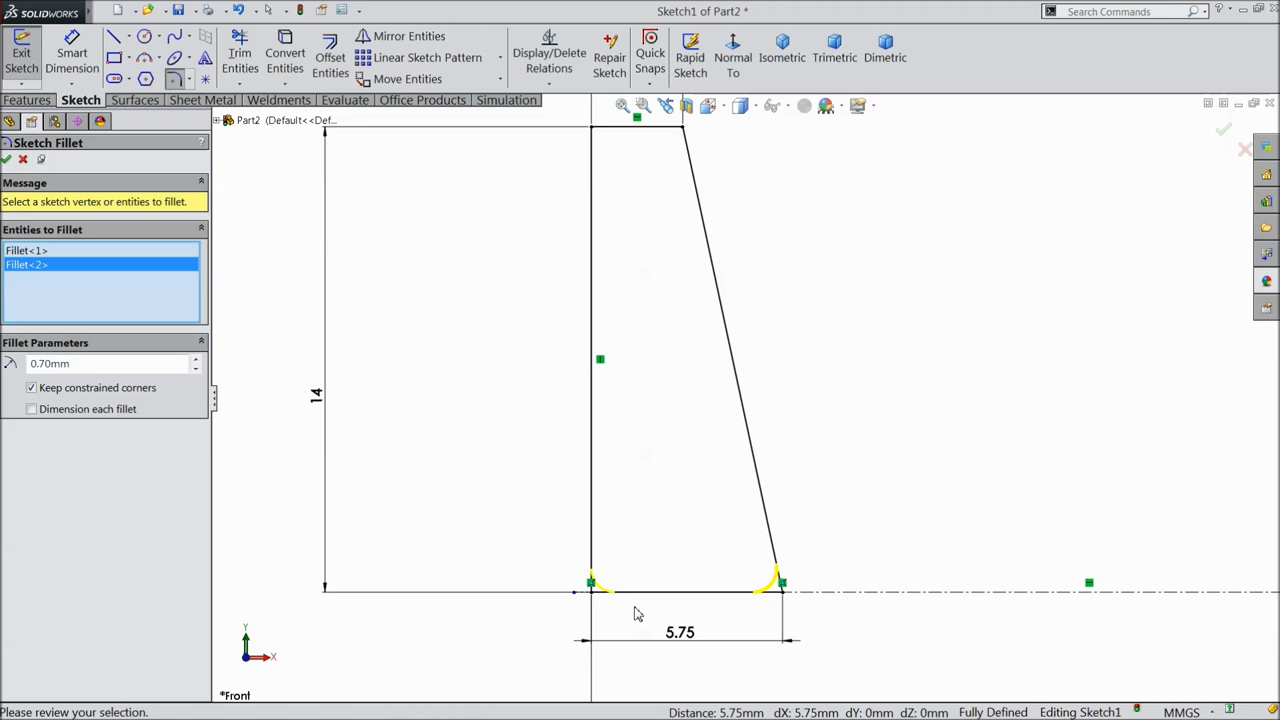 SOLIDWORKS
Sketch1 of Part2 *
Search Commands
Exit Sketch
Smart Dimension
Trim Entities
Convert Entities
Offset Entities
Mirror Entities
Linear Sketch Pattern
Move Entities
Display/Delete Relations
Repair Sketch
Quick Snaps
Rapid Sketch
Normal To
Isometric
Trimetric
Dimetric
Features
Sketch
Surfaces
Sheet Metal
Weldments
Evaluate
Office Products
Simulation
Part2 (Default<<Def...
Sketch Fillet
?
Message
Select a sketch vertex or entities to fillet.
Entities to Fillet
Fillet<1>
Fillet<2>
Fillet Parameters
0.70mm
Keep constrained corners
Dimension each fillet
14
5.75
Y
X
*Front
Please review your selection.
Distance: 5.75mm dX: 5.75mm dY: 0mm dZ: 0mm Fully Defined Editing Sketch1 MMGS